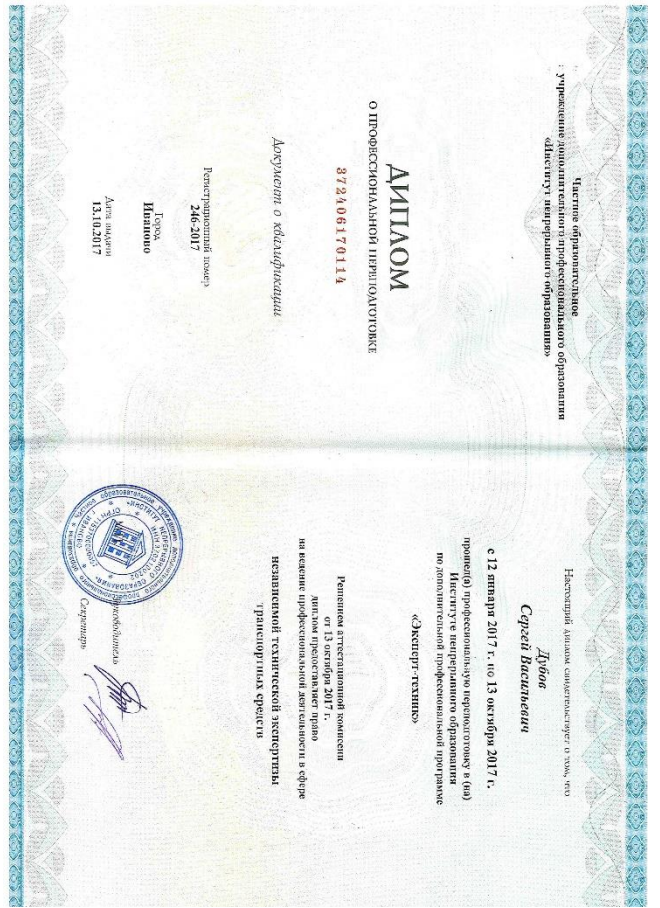 Частное образовательное
учреждение дополнительного профессионального образования
«Институт непрерывного образования»
ДИПЛОМ
О ПРОФЕССИОНАЛЬНОЙ ПЕРЕПОДГОТОВКЕ
372406170114
Документ о квалификации
Регистрационный номер
246-2017
Город
Иваново
Дата выдачи
13.10.2017
Настоящий диплом свидетельствует о том, что
Дубов
Сергей Васильевич
с 12 января 2017 г. по 13 октября 2017 г.
прошел(а) профессиональную переподготовку в (на)
Институте непрерывного образования
по дополнительной профессиональной программе
«Эксперт-техник»
Решением аттестационной комиссии
от 13 октября 2017 г.
диплом предоставляет право
на ведение профессиональной деятельности в сфере
независимой технической экспертизы
транспортных средств
Руководитель
Секретарь